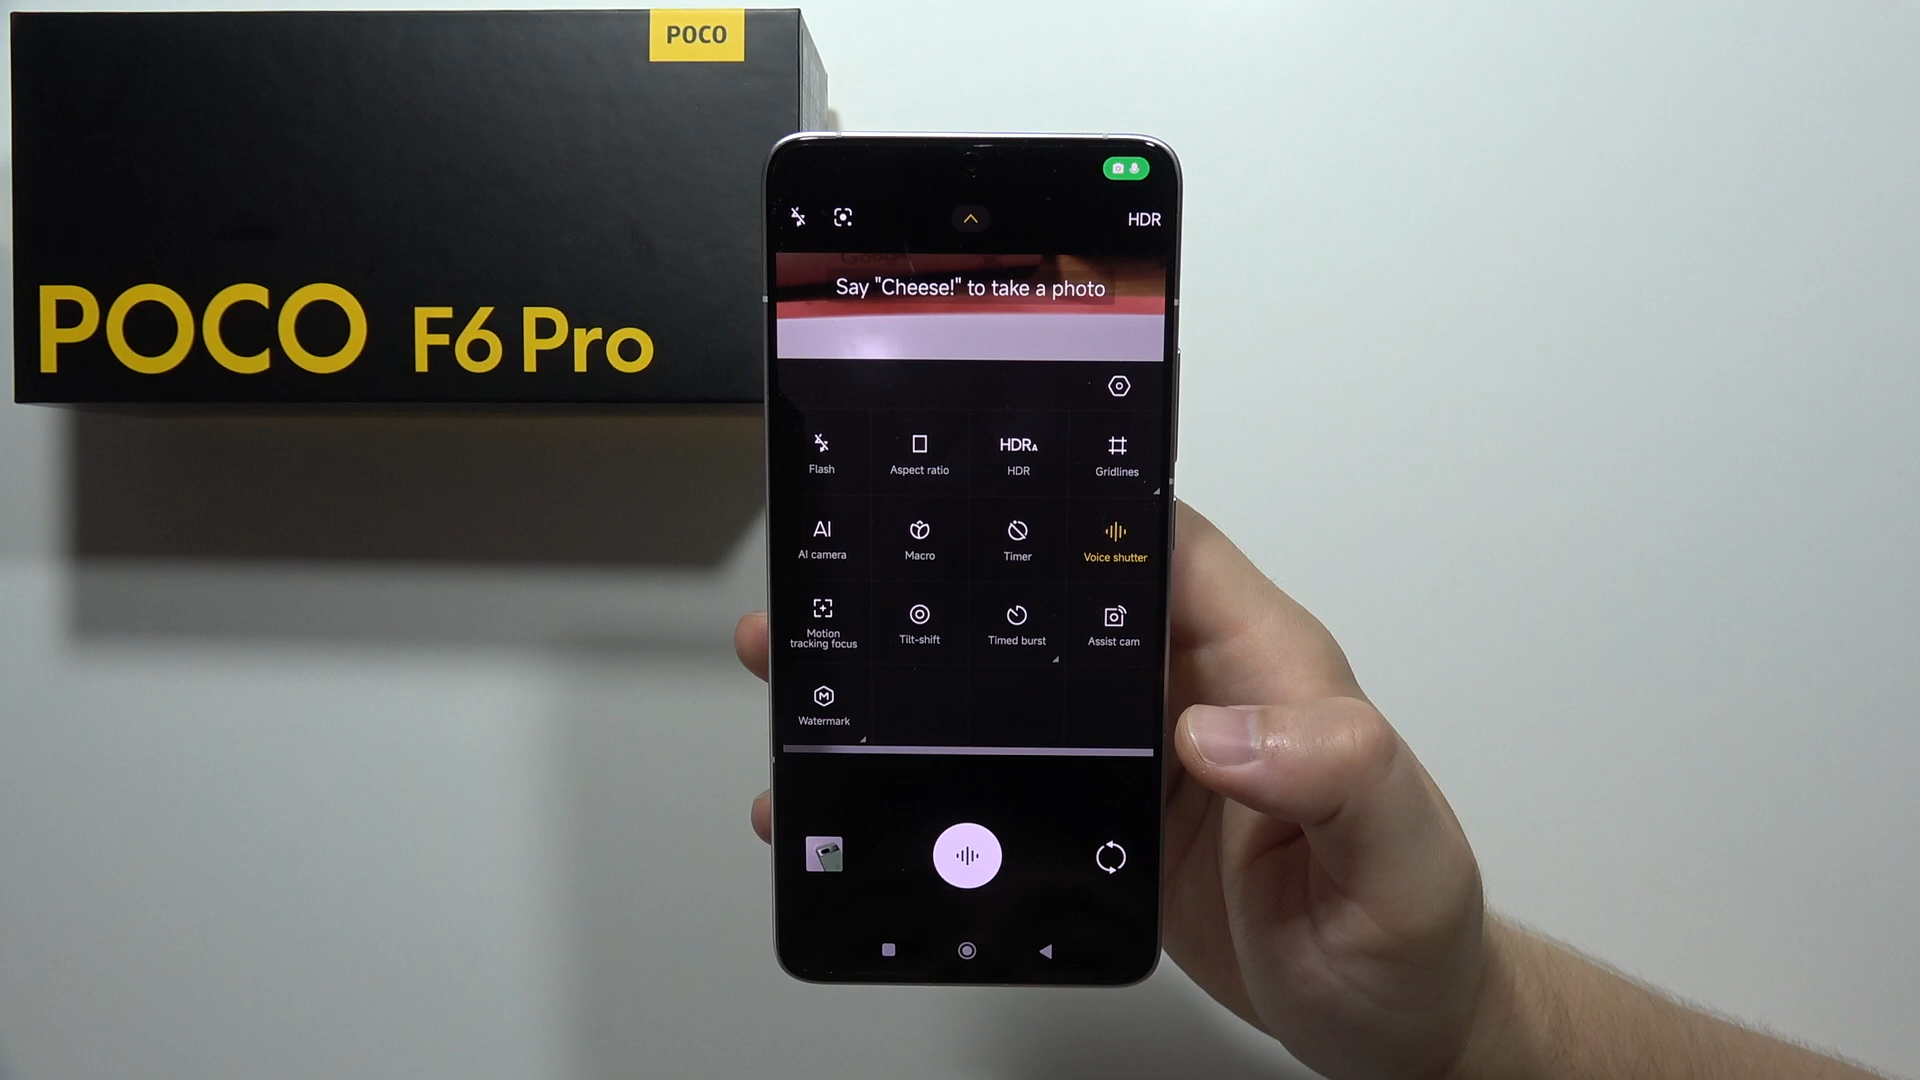 POCO
POCO F6 Pro
HDR
Say "Cheese!" to take a photo
Flash
Aspect ratio
HDRA
HDR
Gridlines
AI
AI camera
Macro
Timer
Voice shutter
Motion
tracking focus
Tilt-shift
Timed burst
Assist cam
M
Watermark